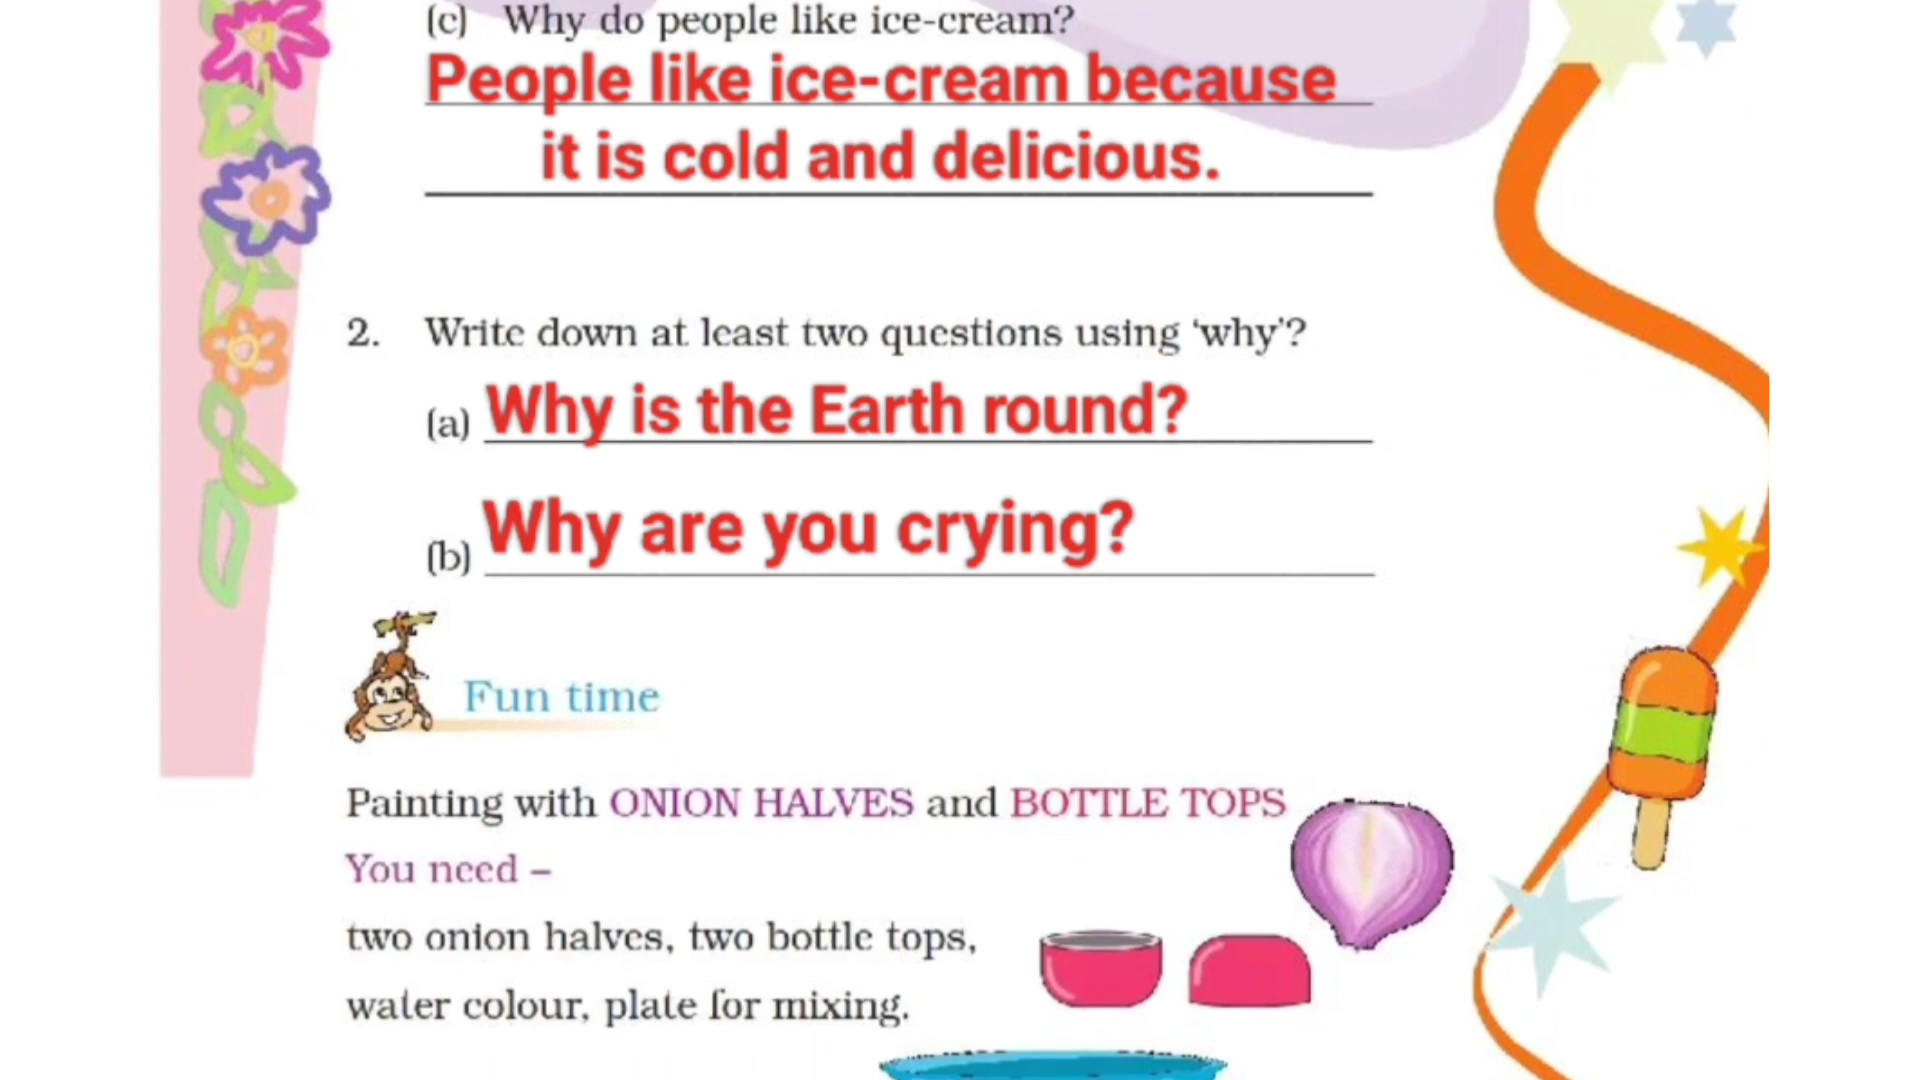 (c) Why do people like ice-cream?
People like ice-cream because
it is cold and delicious.
2. Write down at least two questions using ‘why’?
(a) Why is the Earth round?
(b) Why are you crying?
Fun time
Painting with ONION HALVES and BOTTLE TOPS
You need –
two onion halves, two bottle tops,
water colour, plate for mixing.